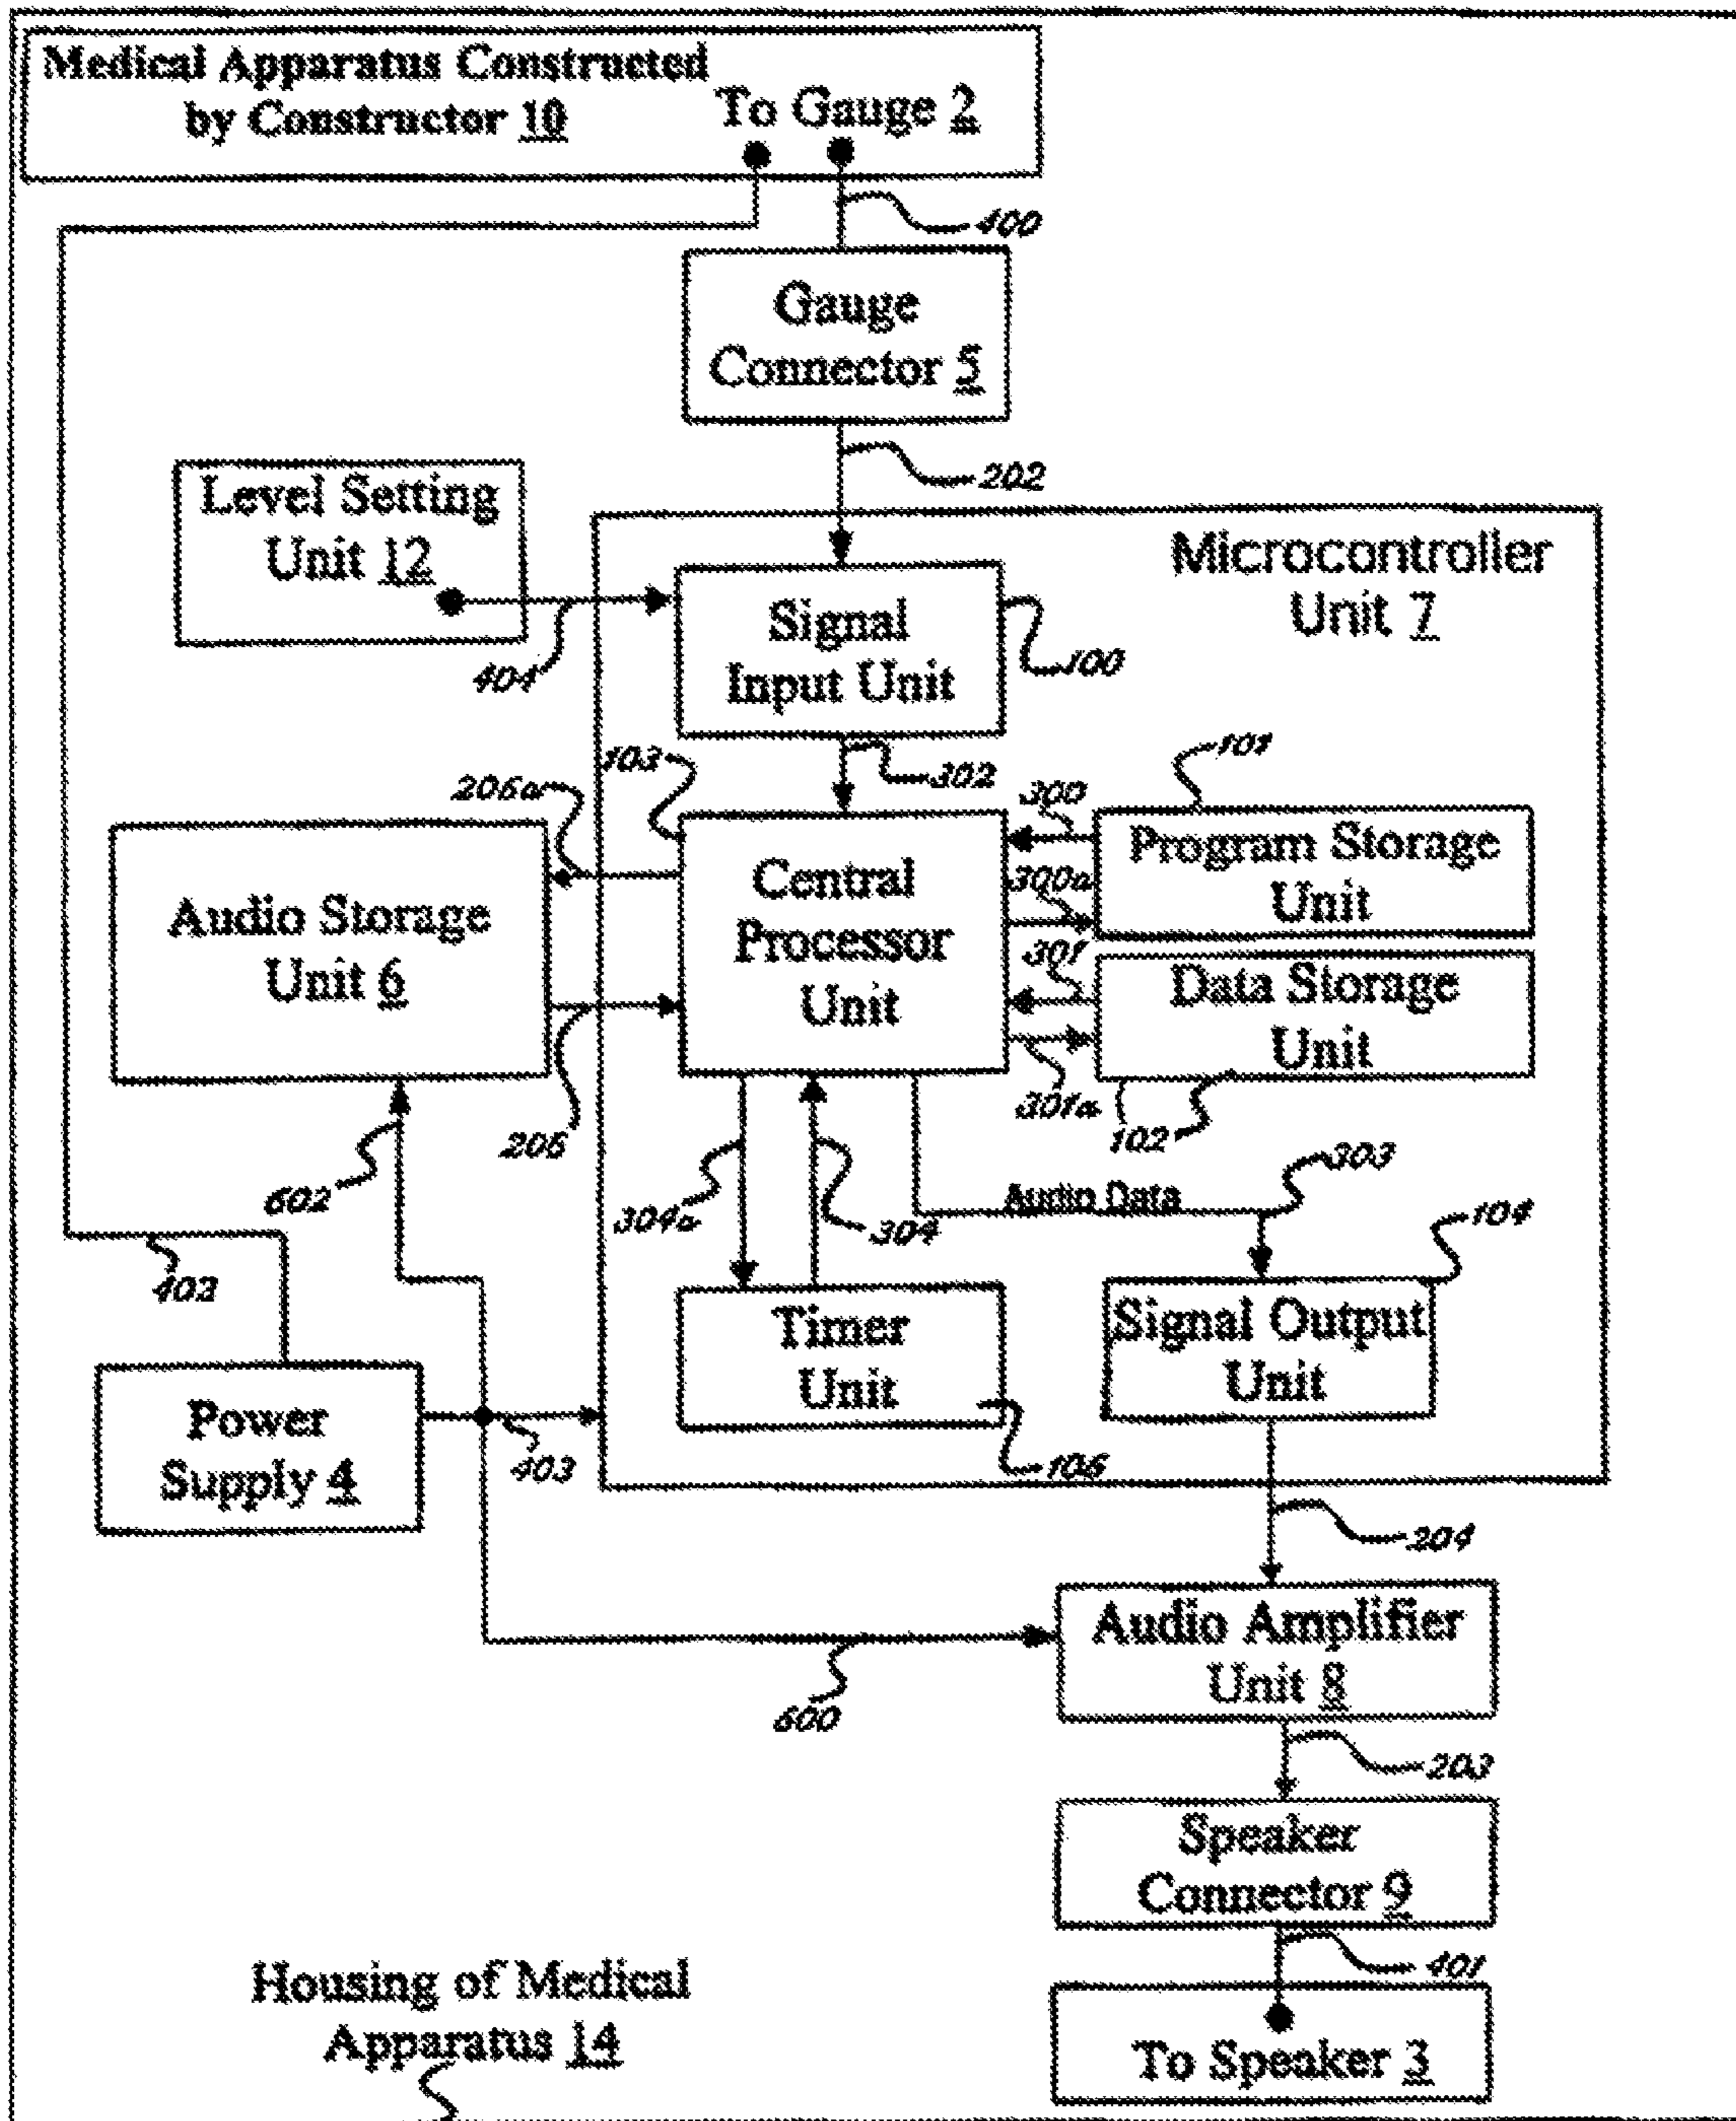 Medical Apparatus Constructed
by Constructor 10
To Gauge 2
400
Gauge
Connector 5
202
Level Setting
Unit 12
404
Microcontroller
Unit 7
Signal
Input Unit
100
103
302
101
206a
300
Program Storage
Unit
300a
Audio Storage
Unit 6
Central
Processor
Unit
301
Data Storage
Unit
301a
102
206
602
304a
304
Audio Data
303
104
402
Timer
Unit
Signal Output
Unit
Power
Supply 4
403
106
204
Audio Amplifier
Unit 8
600
203
Speaker
Connector 9
401
Housing of Medical
Apparatus 14
To Speaker 3